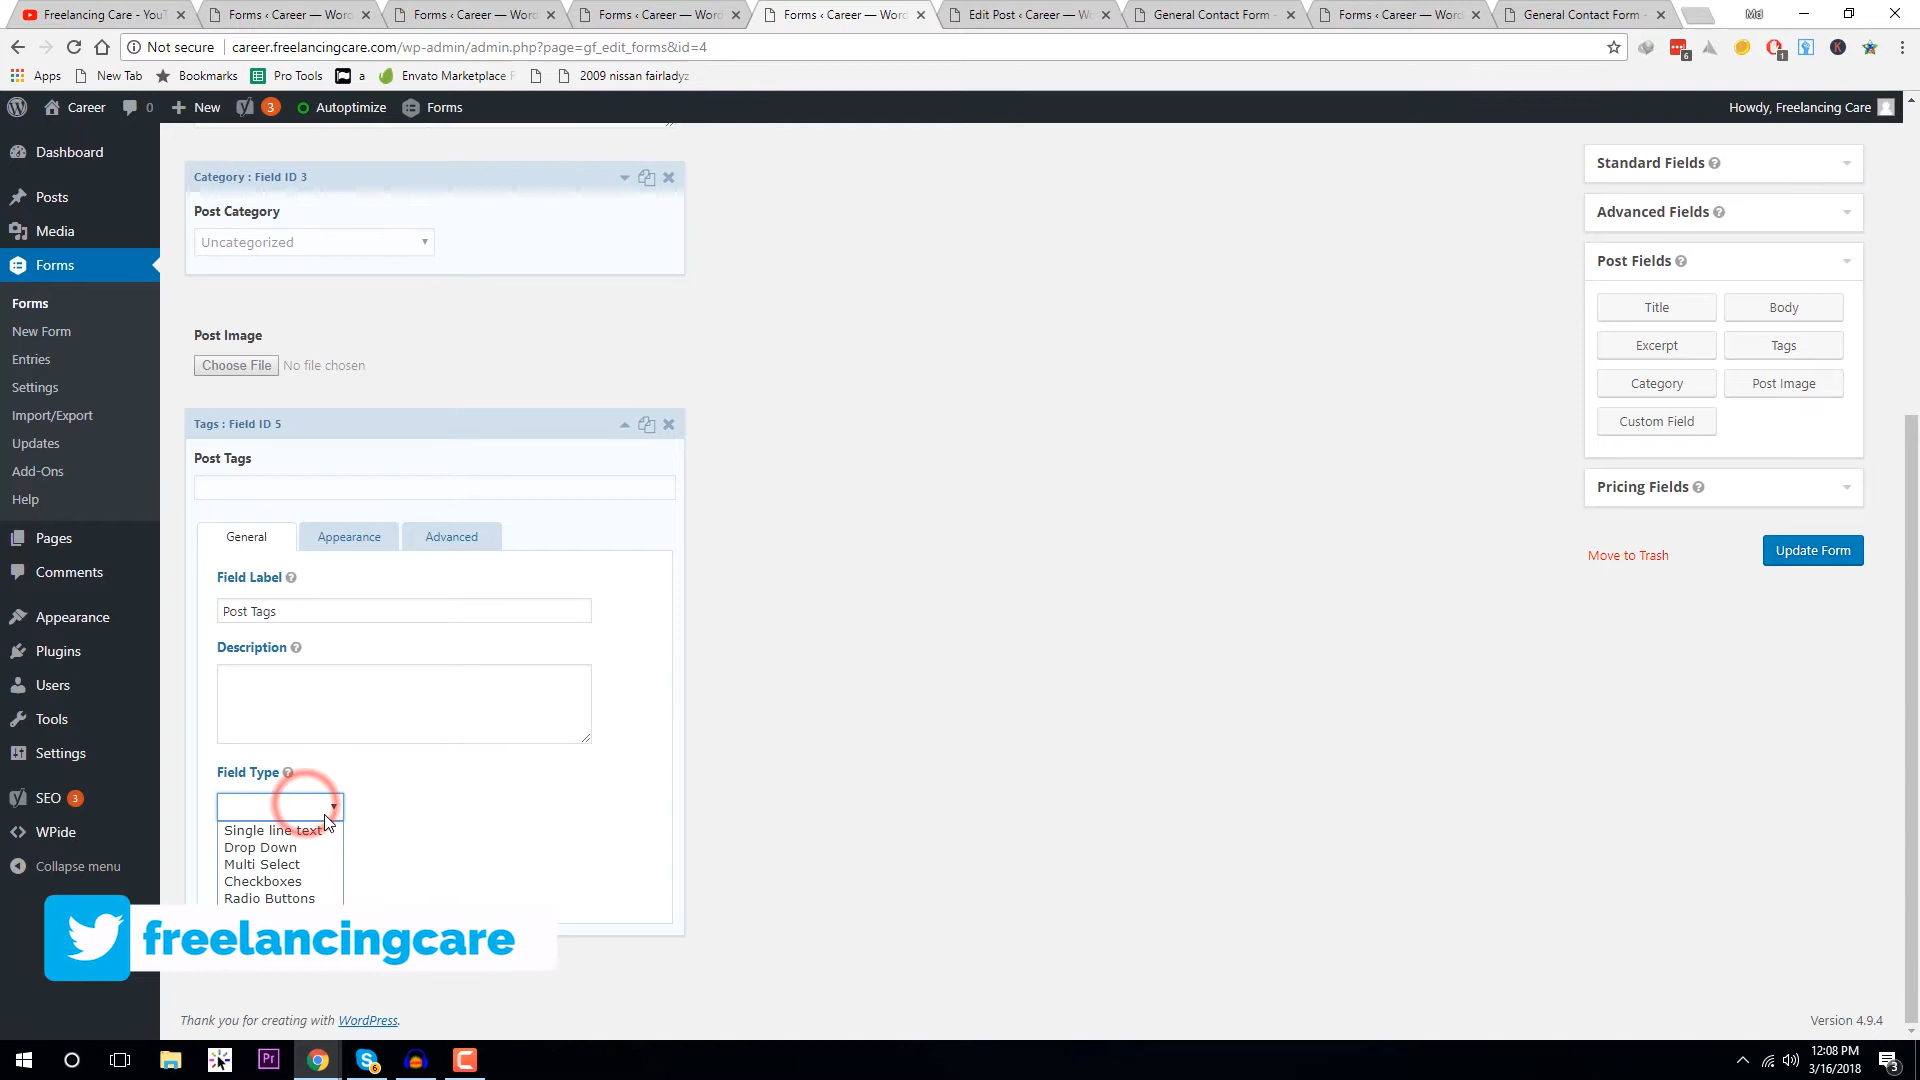 Freelancing Care - YouT
Forms ‹ Career — Word
Forms ‹ Career — Word
Forms ‹ Career — Word
Forms ‹ Career — Word
Edit Post ‹ Career — Wo
General Contact Form -
Forms ‹ Career — Word
General Contact Form -
Md
Not secure
career.freelancingcare.com/wp-admin/admin.php?page=gf_edit_forms&id=4
6
1
Apps
New Tab
Bookmarks
Pro Tools
a
Envato Marketplace F
2009 nissan fairladyz
Career
0
New
3
Autoptimize
Forms
Howdy, Freelancing Care
Dashboard
Posts
Media
Forms
Forms
New Form
Entries
Settings
Import/Export
Updates
Add-Ons
Help
Pages
Comments
Appearance
Plugins
Users
Tools
Settings
SEO 3
WPide
Collapse menu
Category : Field ID 3
Post Category
Uncategorized
Post Image
Choose File No file chosen
Tags : Field ID 5
Post Tags
General
Appearance
Advanced
Field Label
Post Tags
Description
Field Type
Single line text
Drop Down
Multi Select
Checkboxes
Radio Buttons
Standard Fields
Advanced Fields
Post Fields
Title
Body
Excerpt
Tags
Category
Post Image
Custom Field
Pricing Fields
Move to Trash
Update Form
freelancingcare
Thank you for creating with WordPress.
Version 4.9.4
Pr
6
12:08 PM
3/16/2018
3